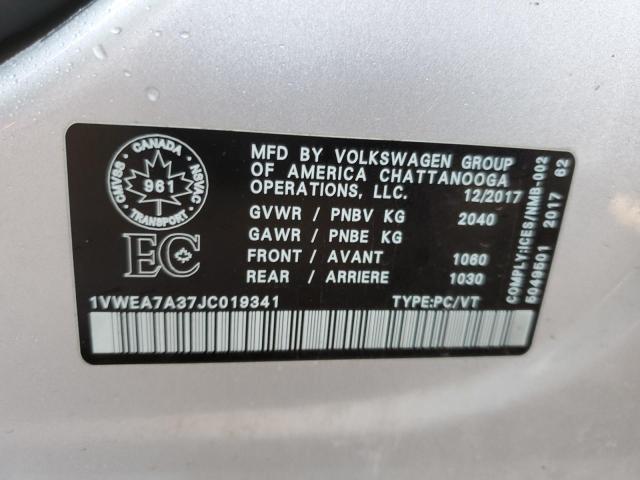 CANADA
CMVSS
961
NSVAC
TRANSPORT
EC
MFD BY VOLKSWAGEN GROUP
OF AMERICA CHATTANOOGA
OPERATIONS, LLC. 12/2017
GVWR / PNBV KG 2040
GAWR / PNBE KG
FRONT / AVANT 1060
REAR / ARRIERE 1030
1VWEA7A37JC019341 TYPE:PC/VT
COMPLY:ICES/NMB-002
5049501 2017 62